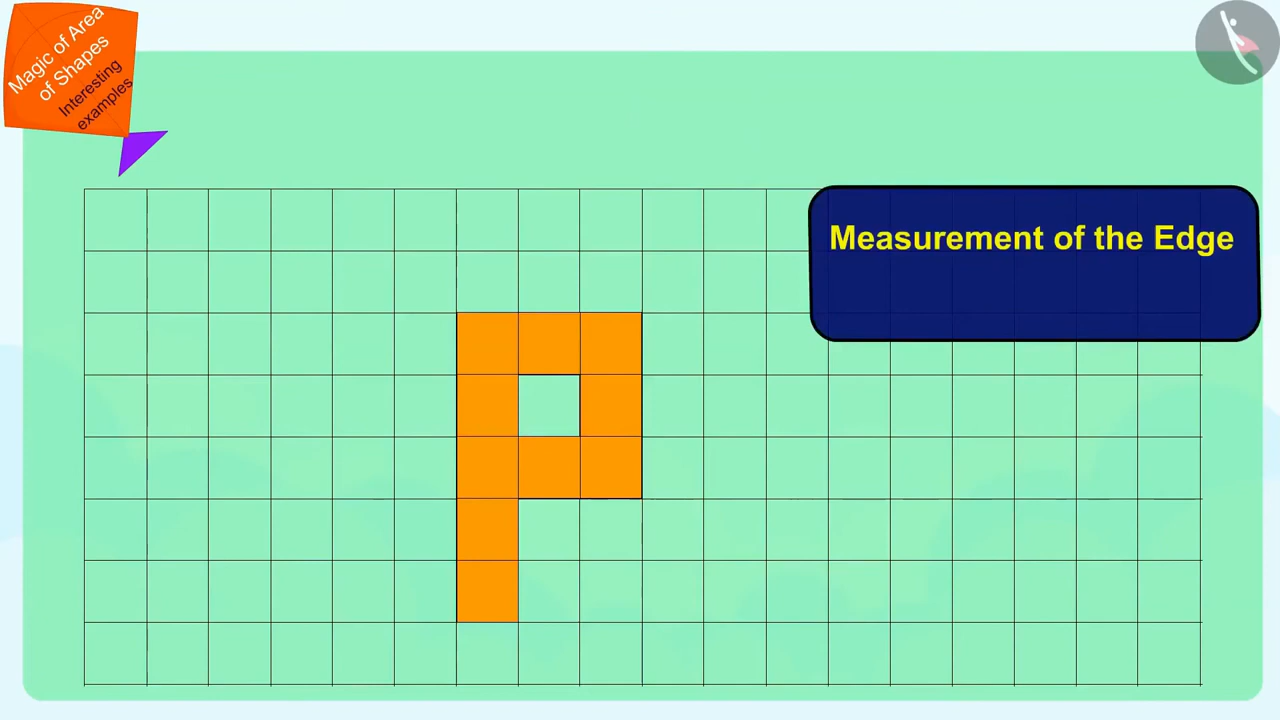 Magic of Area
of Shapes
Interesting
examples
Measurement of the Edge